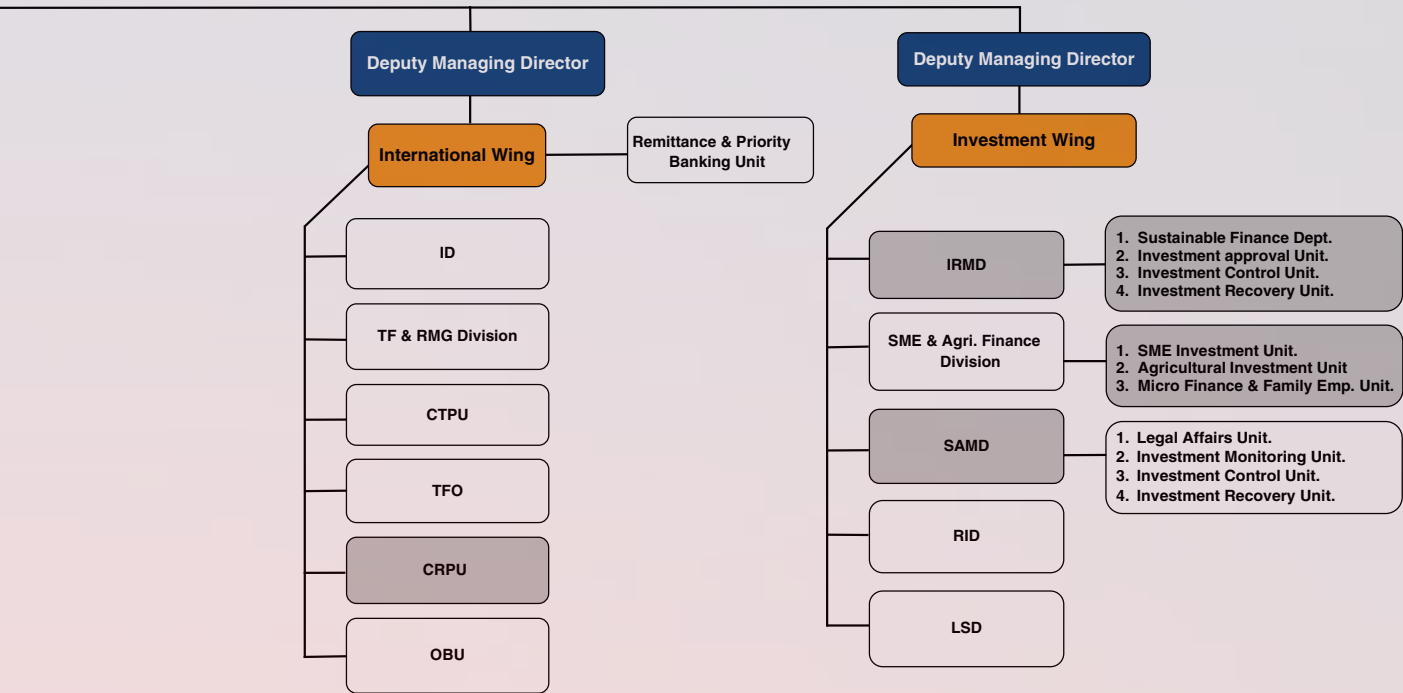 Deputy Managing Director
International Wing
Remittance & Priority
Banking Unit
ID
TF & RMG Division
CTPU
TFO
CRPU
OBU
Deputy Managing Director
Investment Wing
IRMD
1. Sustainable Finance Dept.
2. Investment approval Unit.
3. Investment Control Unit.
4. Investment Recovery Unit.
SME & Agri. Finance
Division
1. SME Investment Unit.
2. Agricultural Investment Unit
3. Micro Finance & Family Emp. Unit.
SAMD
1. Legal Affairs Unit.
2. Investment Monitoring Unit.
3. Investment Control Unit.
4. Investment Recovery Unit.
RID
LSD